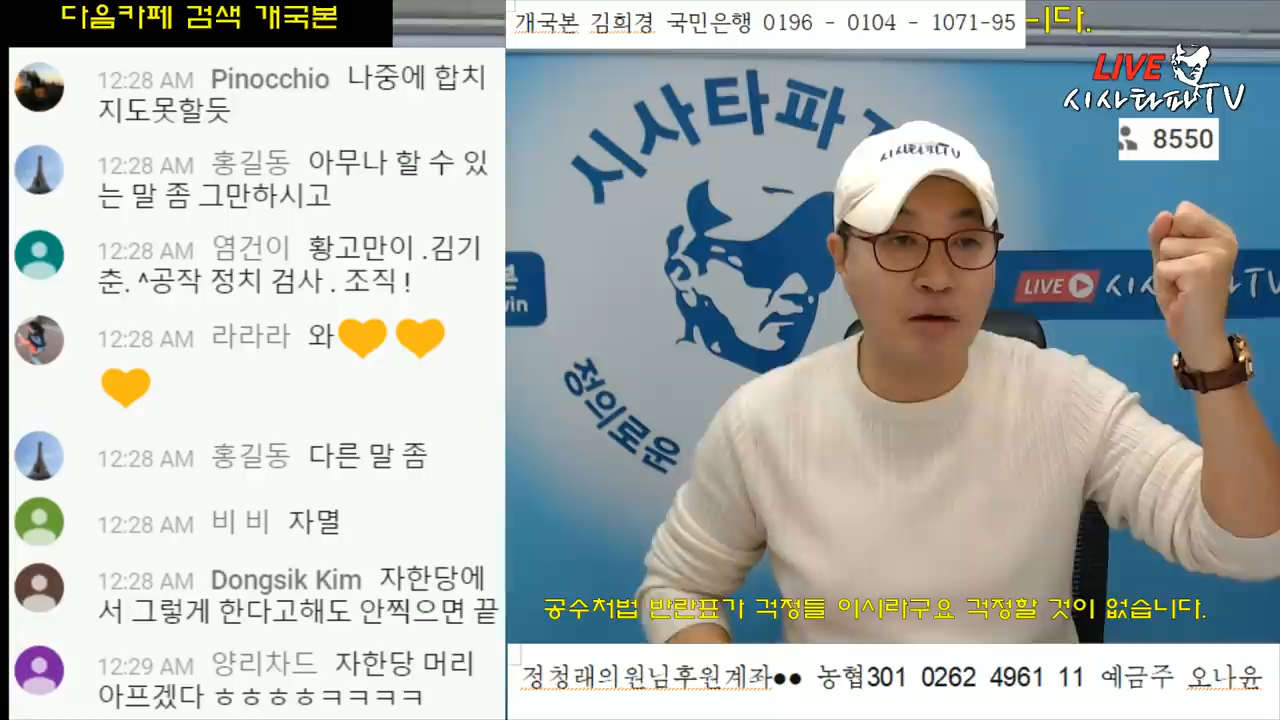 다음카페 검색 개국본
개국본 김희경 국민은행 0196 - 0104 - 1071-95
니다.
12:28 AM Pinocchio 나중에 합치
지도못할듯
12:28 AM 홍길동 아무나 할 수 있
는 말 좀 그만하시고
12:28 AM 염건이 황고만이 .김기
춘. ^공작 정치 검사 . 조직 !
12:28 AM 라라라 와🧡🧡
🧡
12:28 AM 홍길동 다른 말 좀
12:28 AM 비 비 자멸
12:28 AM Dongsik Kim 자한당에
서 그렇게 한다고해도 안찍으면 끝
12:29 AM 양리차드 자한당 머리
아프겠다 ㅎㅎㅎㅎㅋㅋㅋㅋ
LIVE
시사타파TV
8550
시사타파
시사타파TV
정의로운
본
win
LIVE 시사
TV
공수처법 반란표가 걱정들 이시라구요 걱정할 것이 없습니다.
정청래의원님후원계좌●● 농협301 0262 4961 11 예금주 오나윤